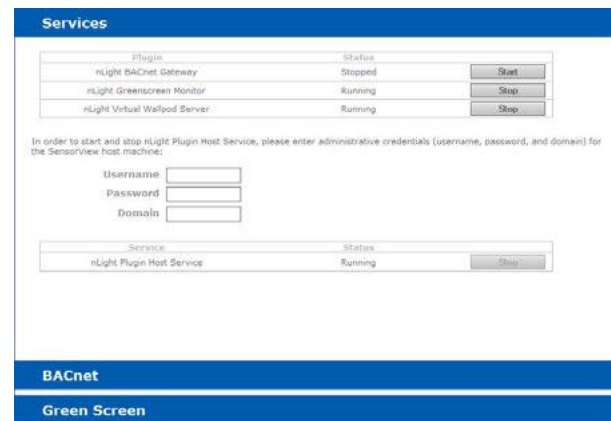 Services
Plugin Status
nLight BACnet Gateway Stopped Start
nLight Greenscreen Monitor Running Stop
nLight Virtual Wallpod Server Running Stop
In order to start and stop nLight Plugin Host Service, please enter administrative credentials (username, password, and domain) for
the SensorView host machine:
Username
Password
Domain
Service Status
nLight Plugin Host Service Running Stop
BACnet
Green Screen